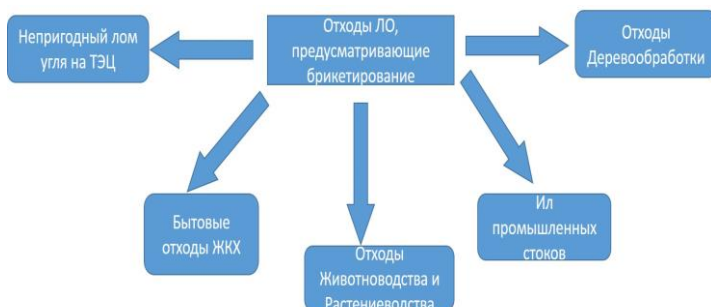 Отходы ЛО,
предусматривающие
брикетирование
Непригодный лом
угля на ТЭЦ
Отходы
Деревообработки
Бытовые
отходы ЖКХ
Отходы
Животноводства и
Растениеводства
Ил
промышленных
стоков